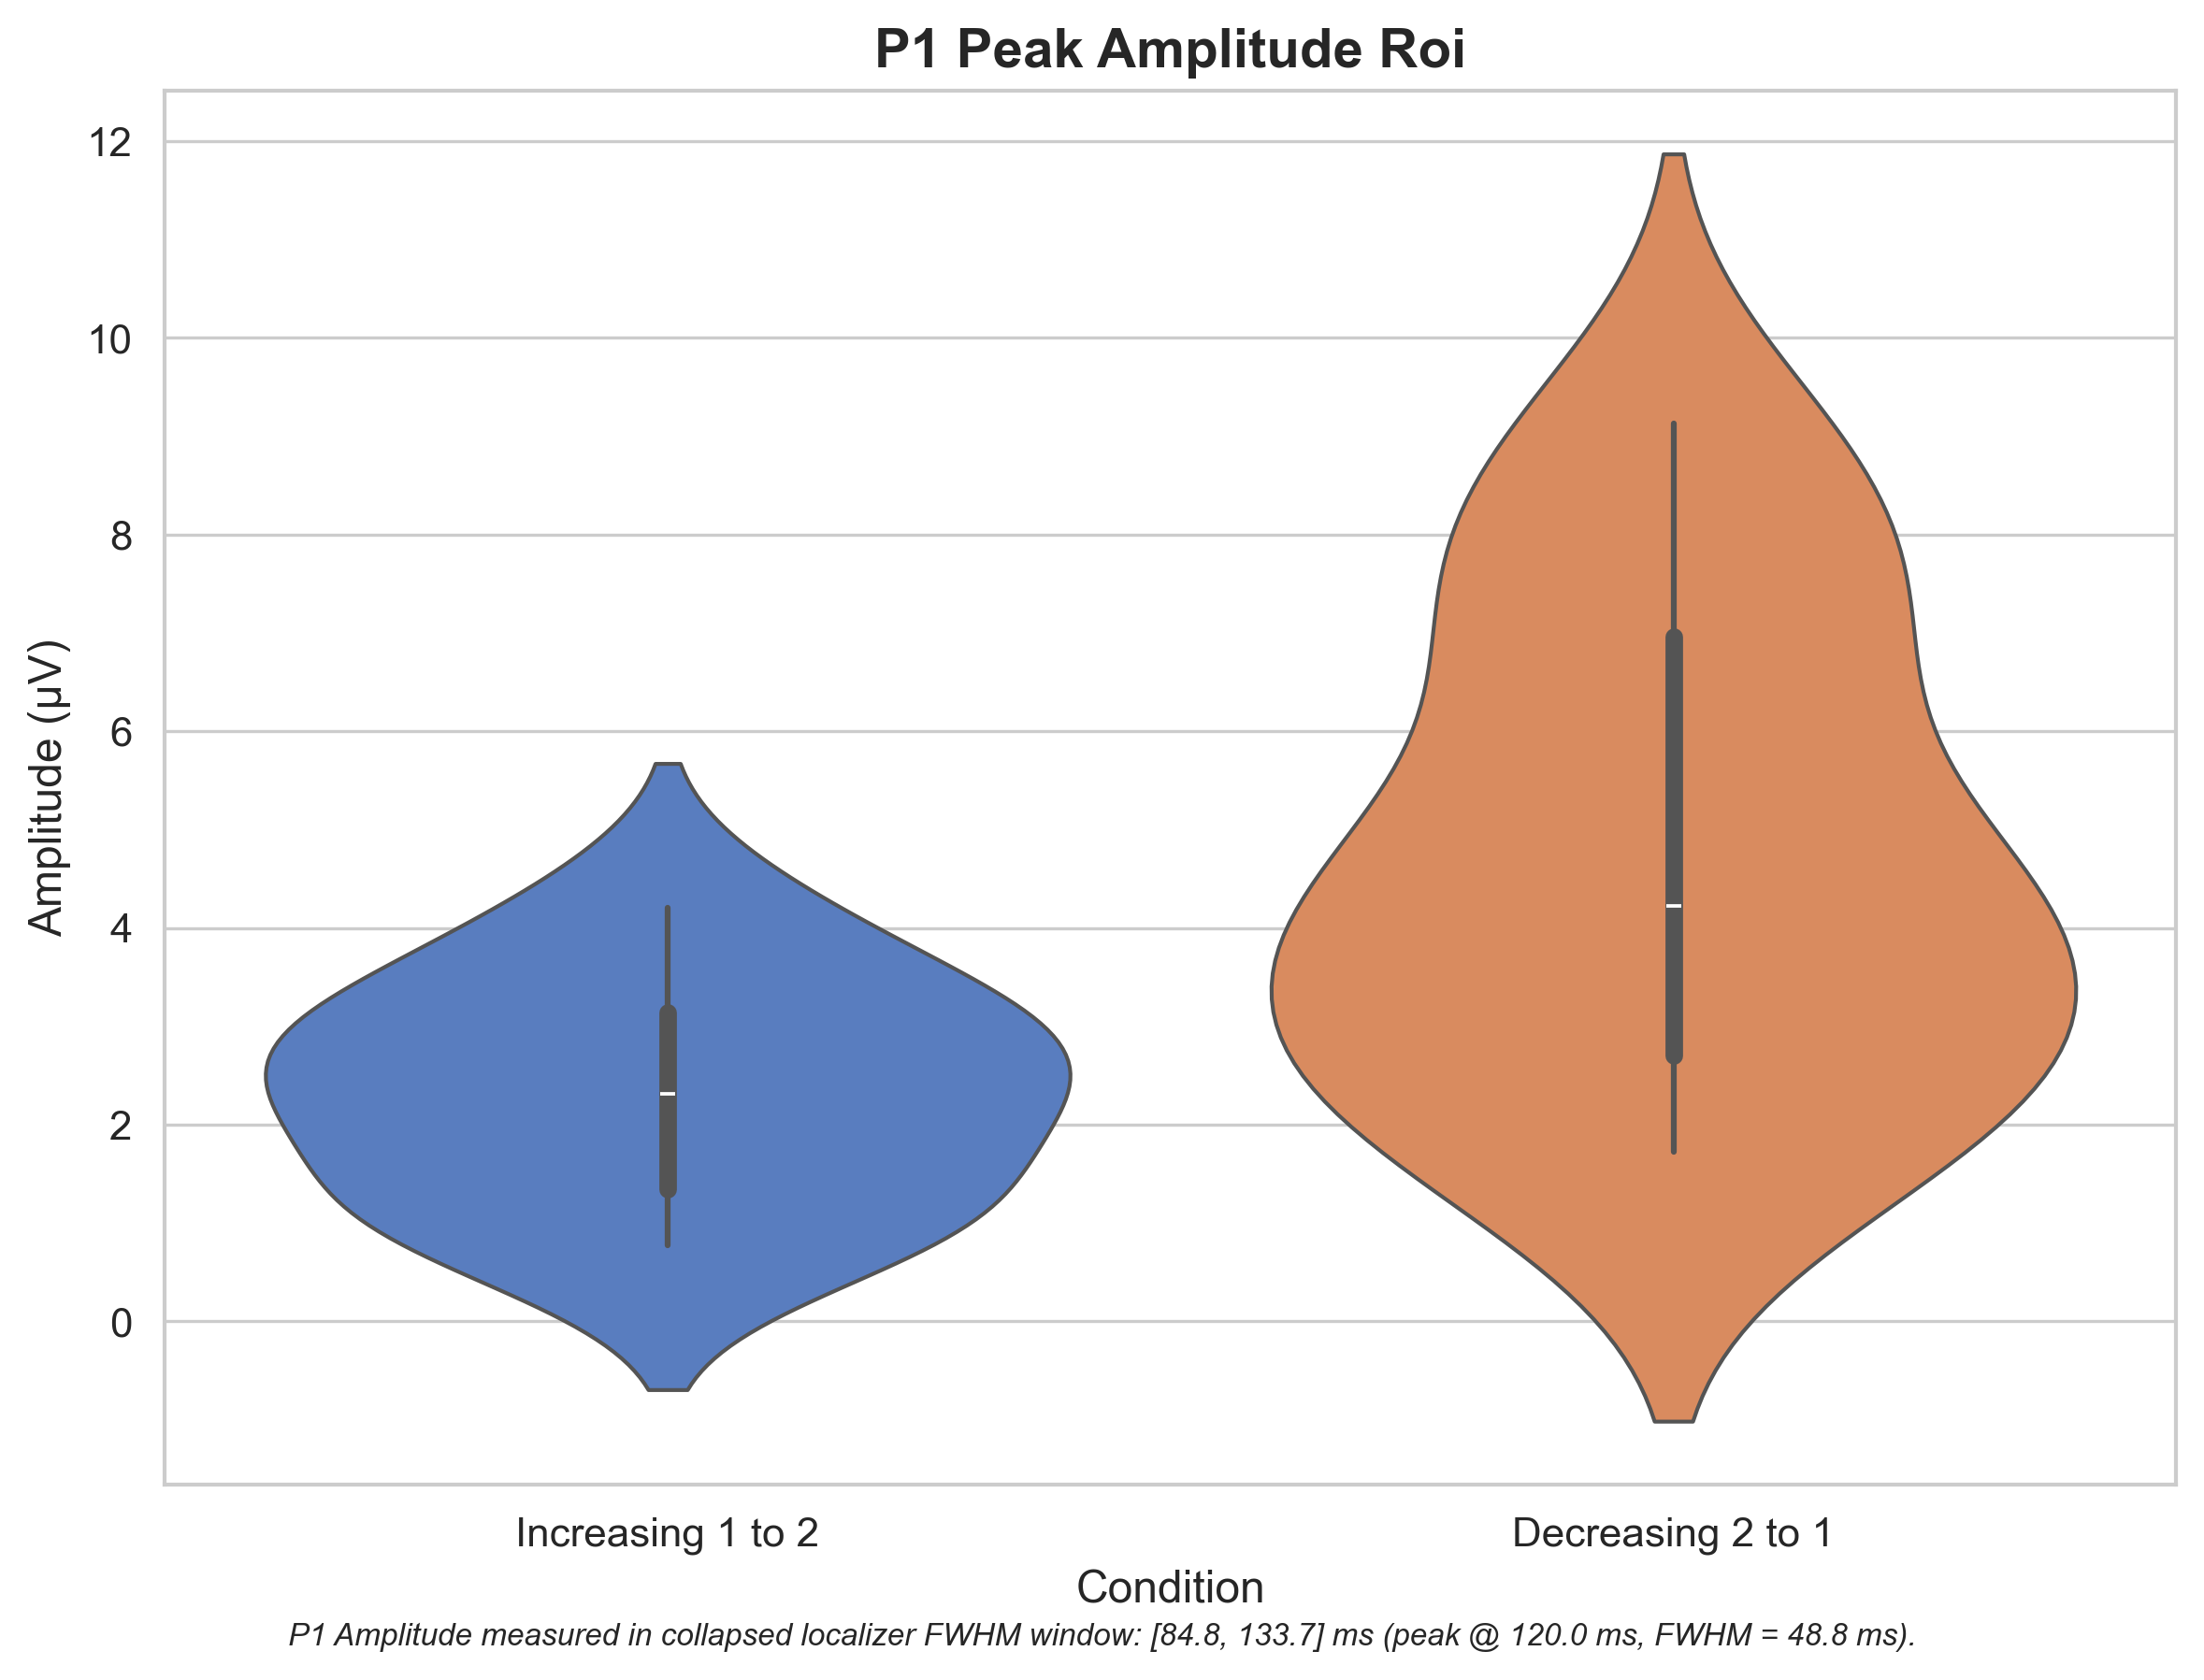 P1 Peak Amplitude Roi
12
10
8
6
4
2
0
Amplitude (µV)
Increasing 1 to 2
Decreasing 2 to 1
Condition
P1 Amplitude measured in collapsed localizer FWHM window: [84.8, 133.7] ms (peak @ 120.0 ms, FWHM = 48.8 ms).